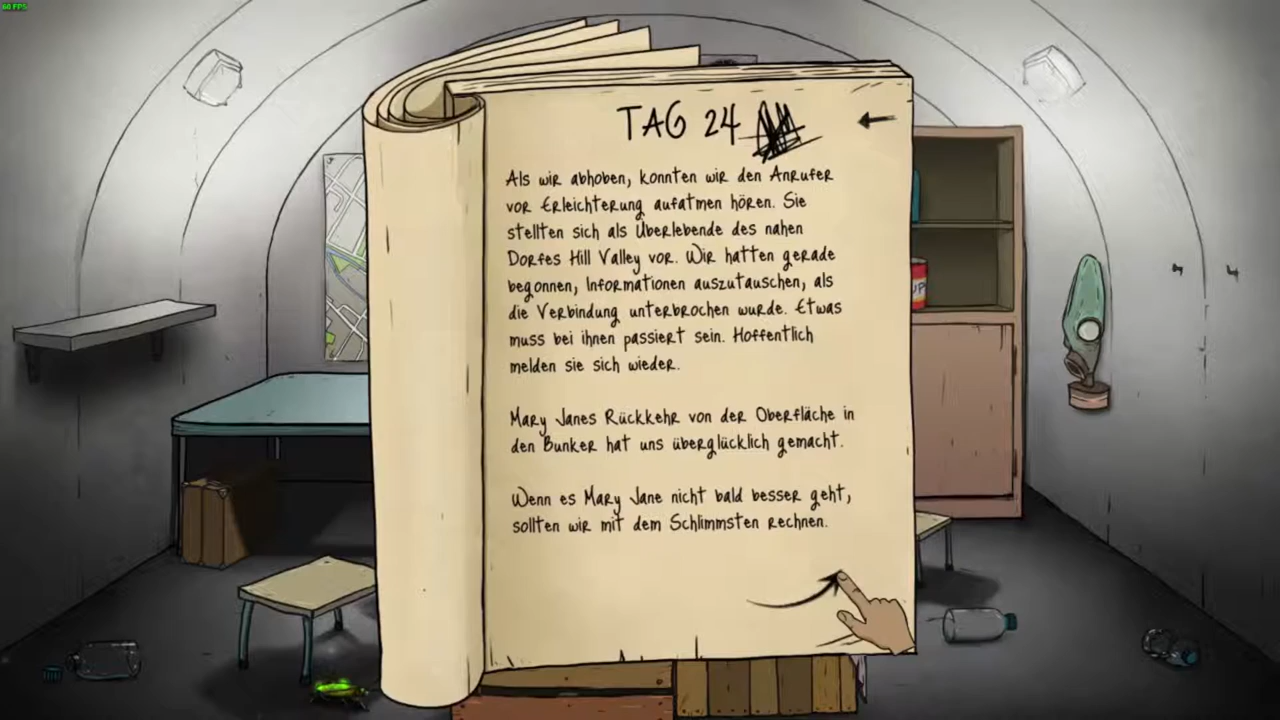 60 FPS
TAG 24
Als wir abhoben, konnten wir den Anrufer
vor Erleichterung aufatmen hören. Sie
stellten sich als Überlebende des nahen
Dorfes Hill Valley vor. Wir hatten gerade
begonnen, Informationen auszutauschen, als
die Verbindung unterbrochen wurde. Etwas
muss bei ihnen passiert sein. Hoffentlich
melden sie sich wieder.
Mary Janes Rückkehr von der Oberfläche in
den Bunker hat uns überglücklich gemacht.
Wenn es Mary Jane nicht bald besser geht,
sollten wir mit dem Schlimmsten rechnen.